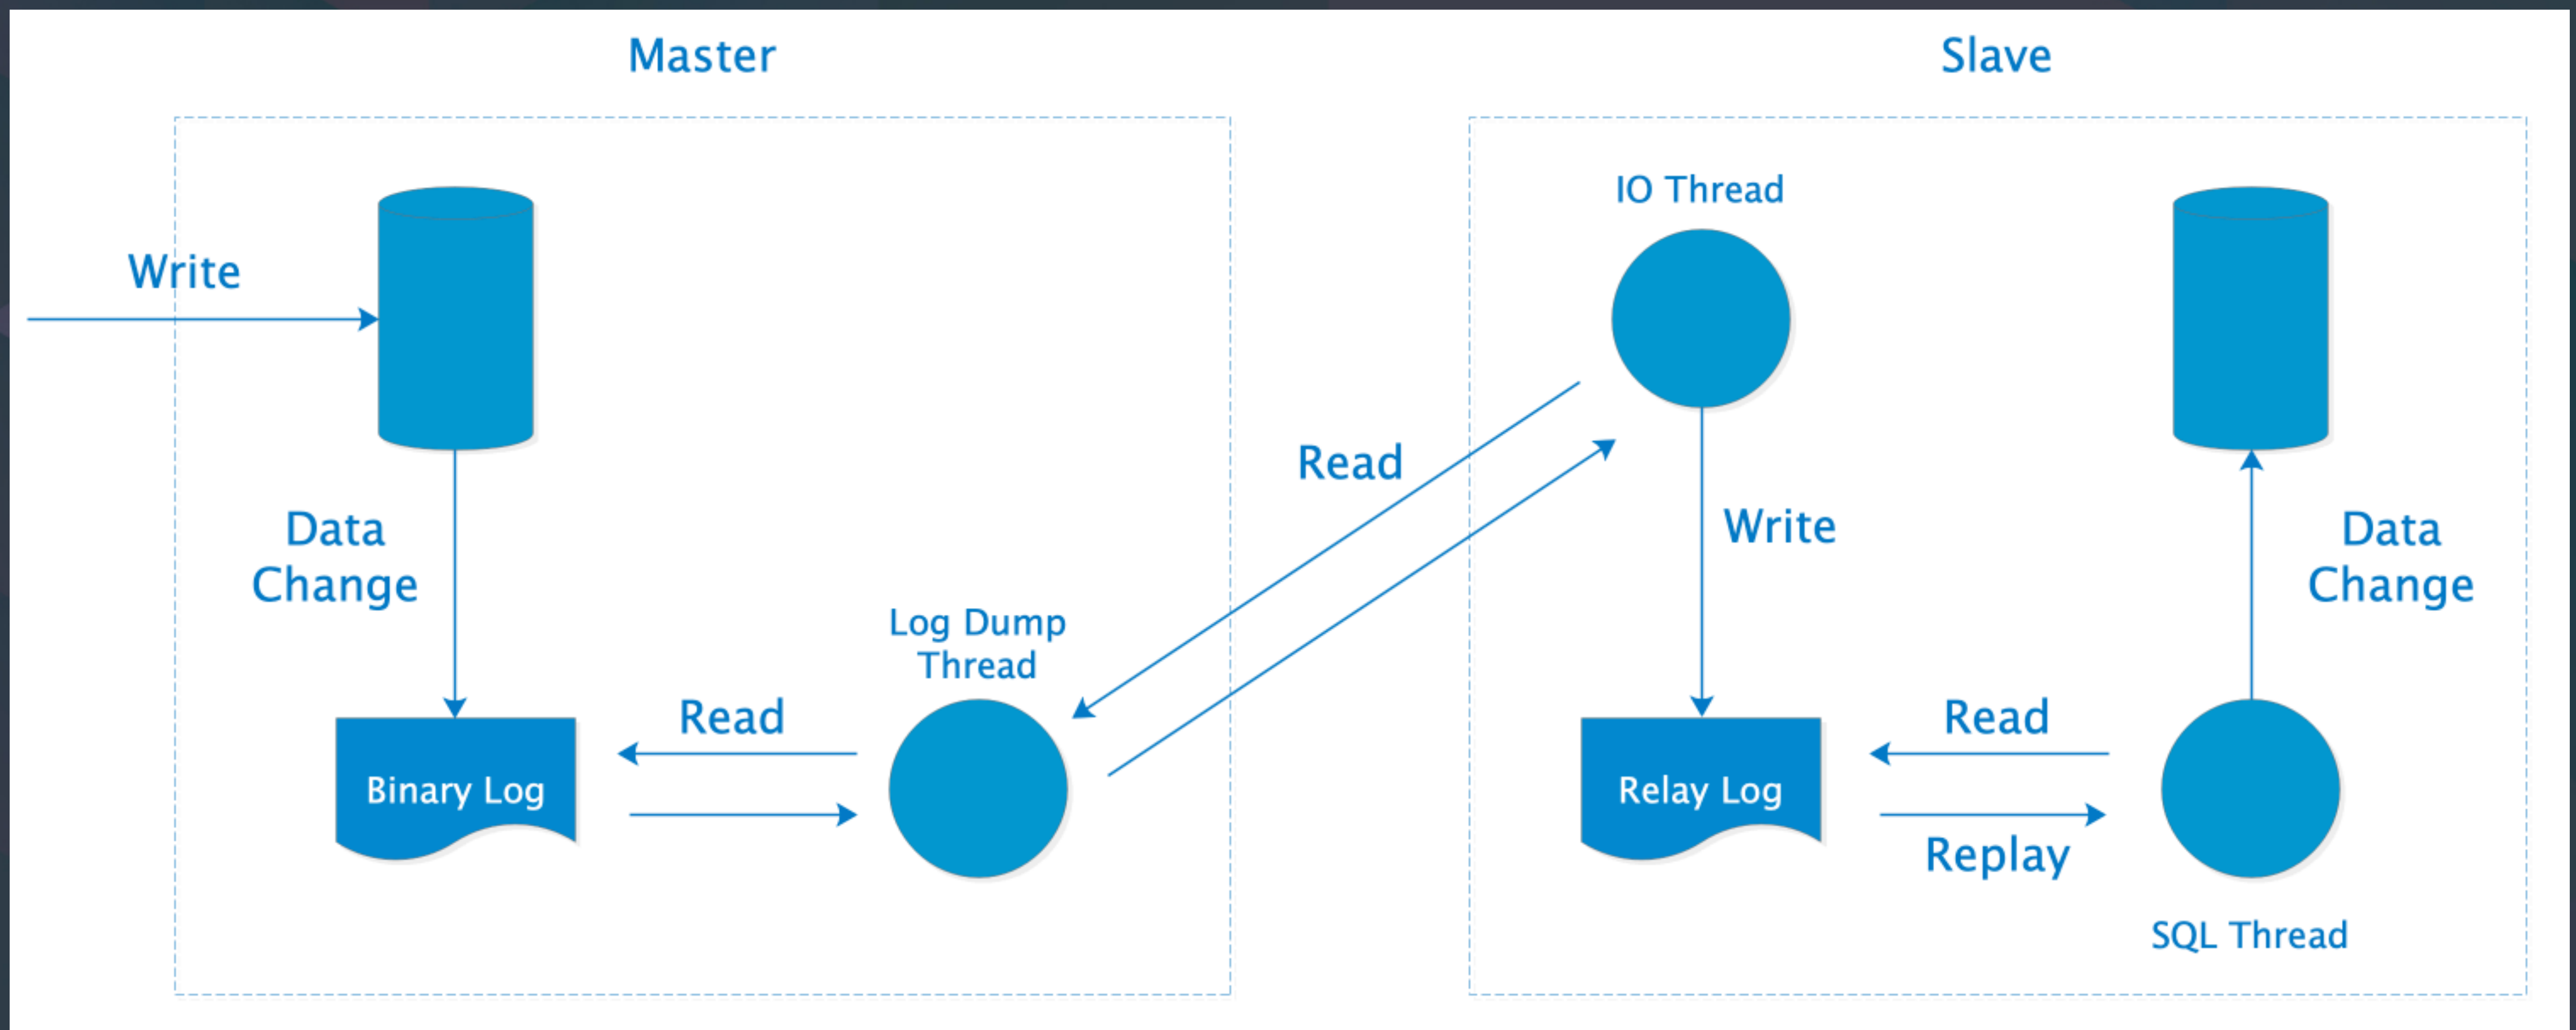 Master
Slave
Write
Data
Change
Binary Log
Read
Log Dump
Thread
Read
IO Thread
Write
Relay Log
Read
Replay
SQL Thread
Data
Change